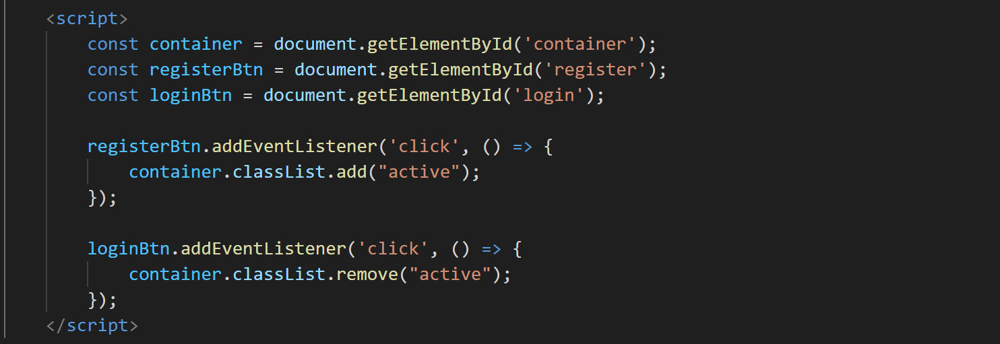 <script>
const container = document.getElementById('container');
const registerBtn = document.getElementById('register');
const loginBtn = document.getElementById('login');
registerBtn.addEventListener('click', () => {
container.classList.add("active");
});
loginBtn.addEventListener('click', () => {
container.classList.remove("active");
});
</script>